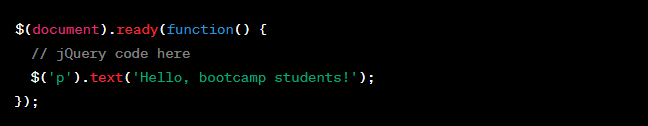 $(document).ready(function() {
  // jQuery code here
  $('p').text('Hello, bootcamp students!');
});